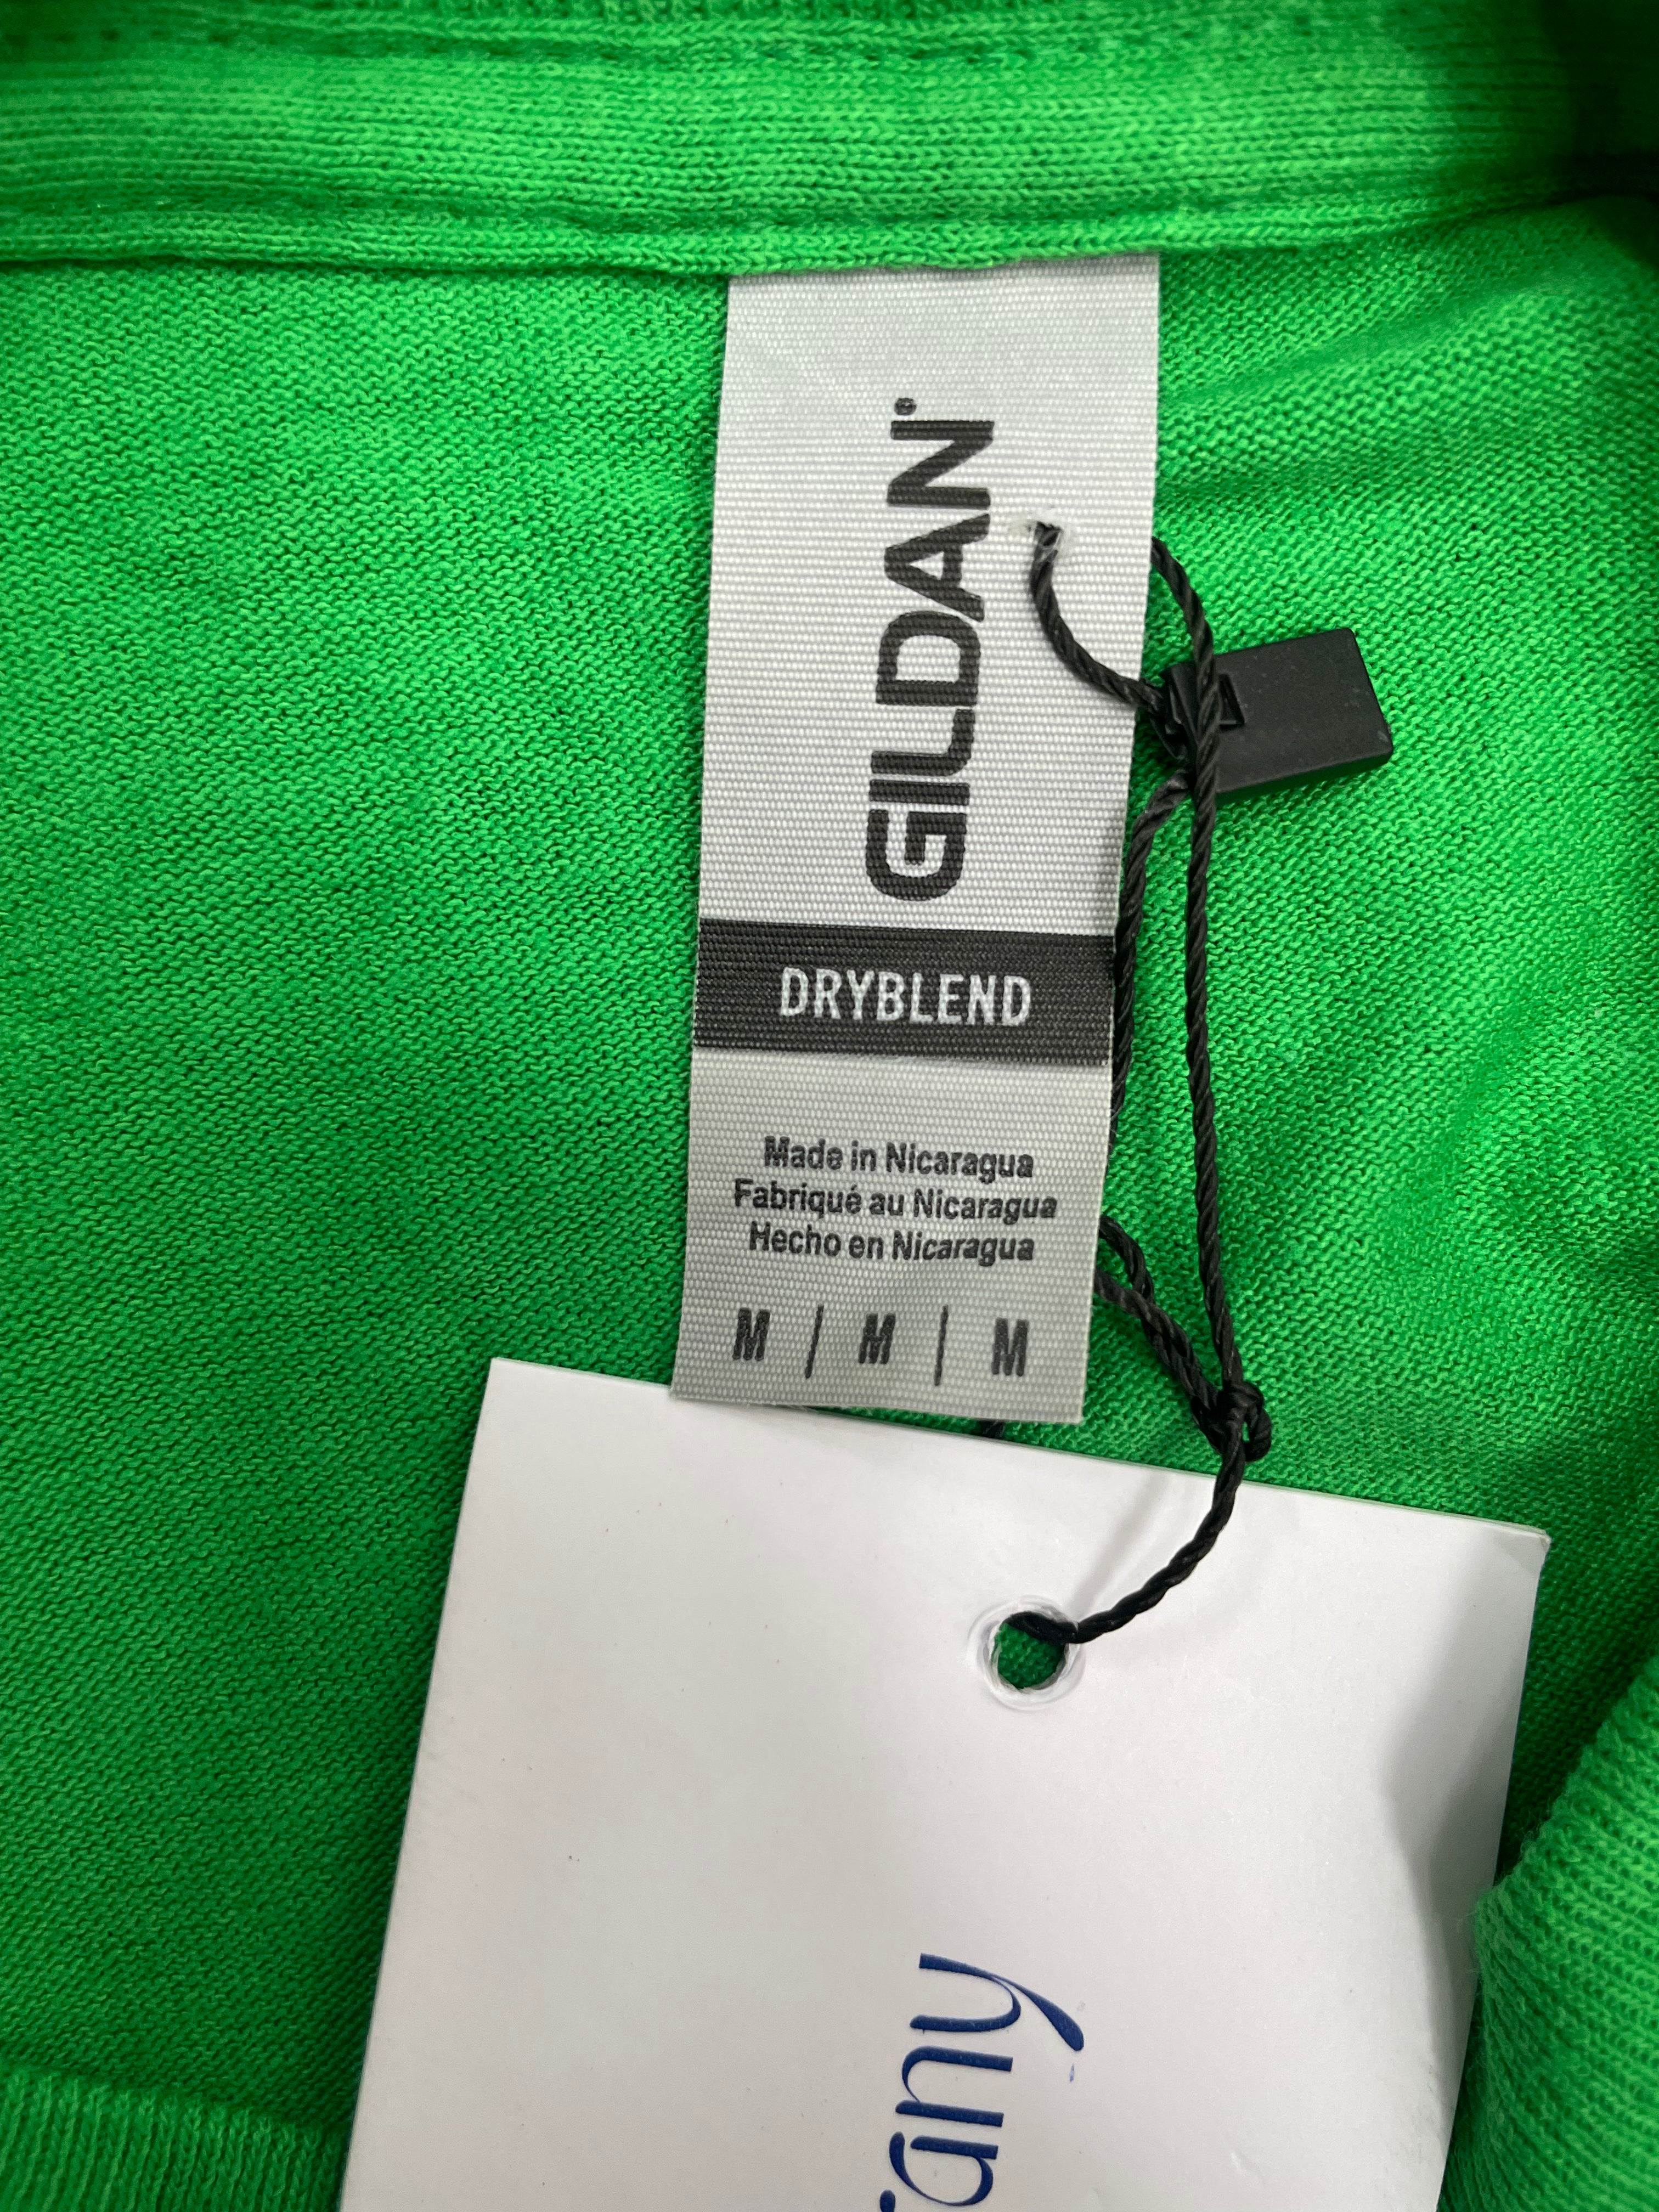 GILDAN
DRYBLEND
Made in Nicaragua
Fabriqué au Nicaragua
Hecho en Nicaragua
M | M | M